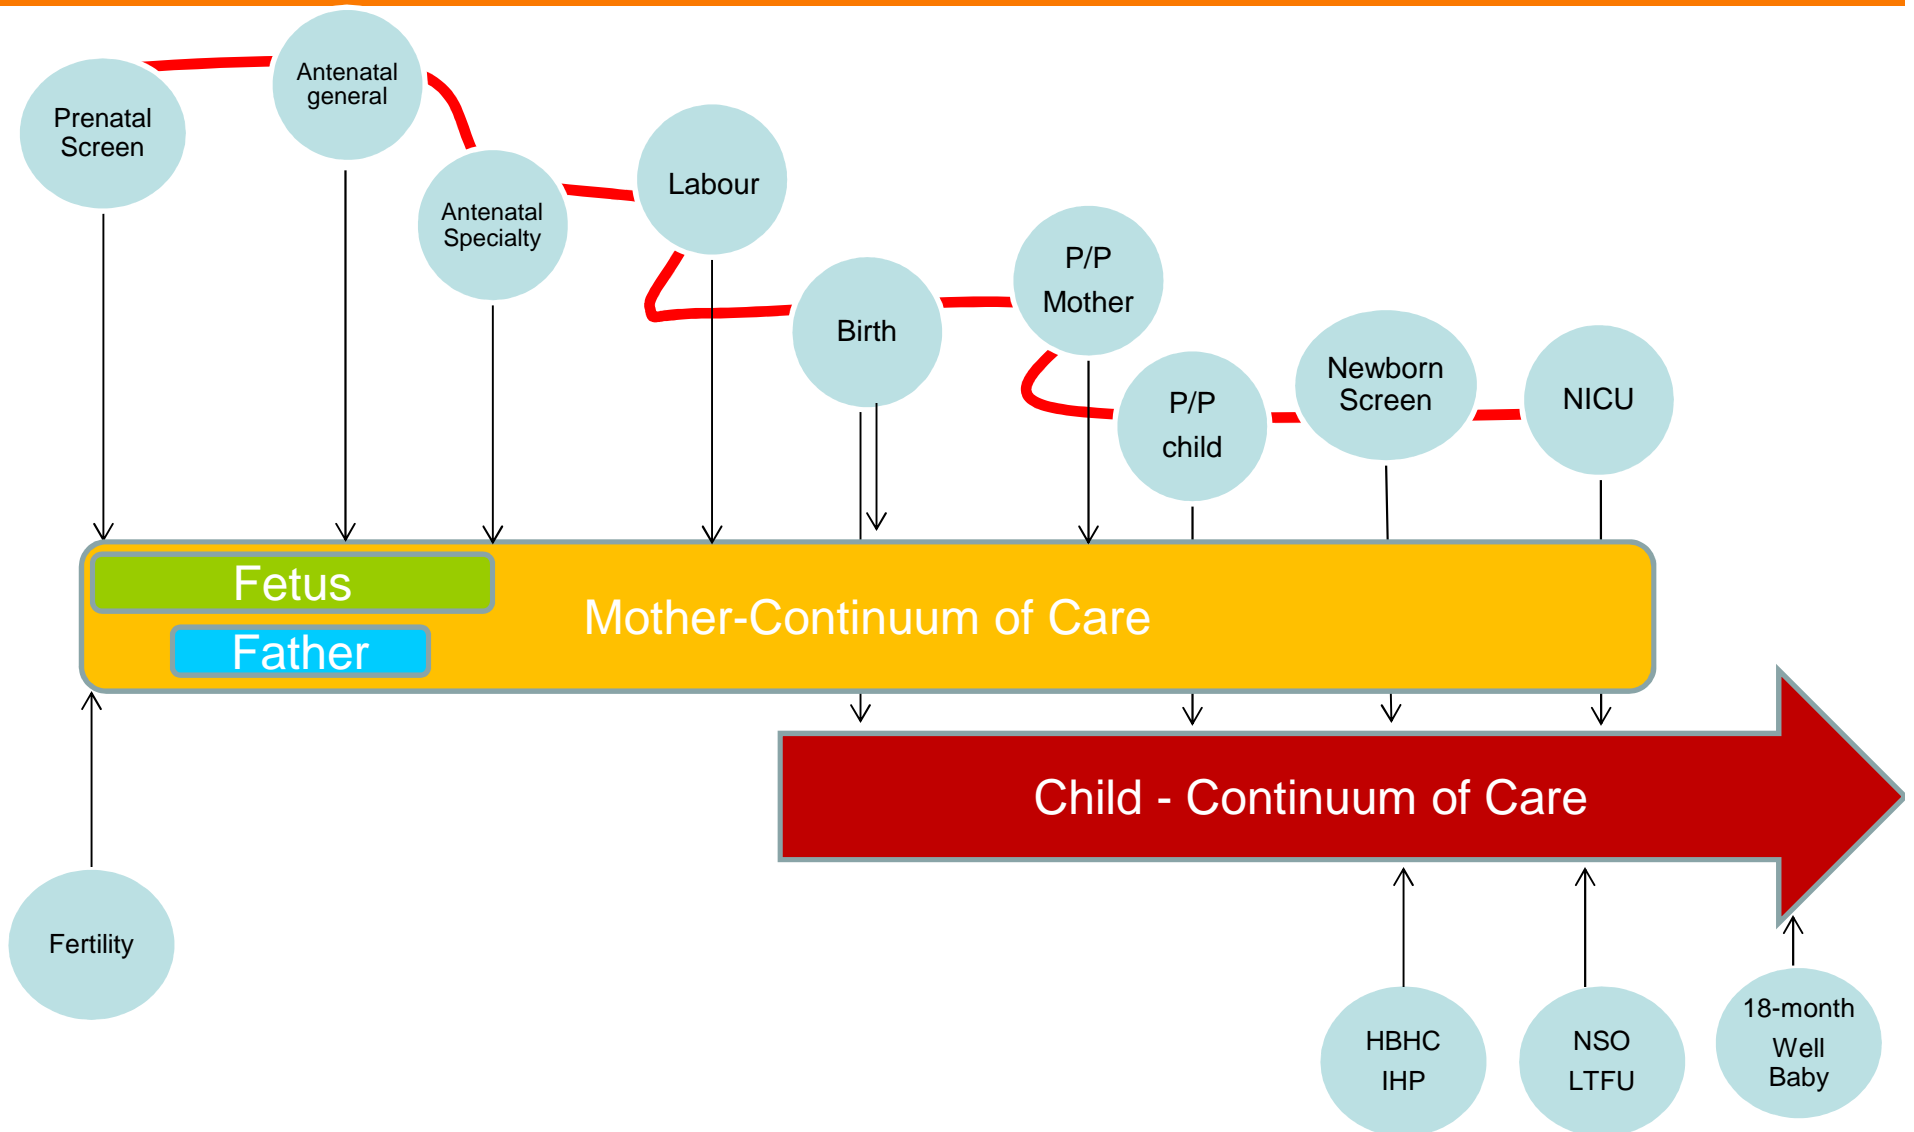 Prenatal
Screen
Antenatal
general
Antenatal
Specialty
Labour
Birth
P/P
Mother
P/P
child
Newborn
Screen
NICU
Fetus
Father
Mother-Continuum of Care
Child - Continuum of Care
Fertility
HBHC
IHP
NSO
LTFU
18-month
Well
Baby